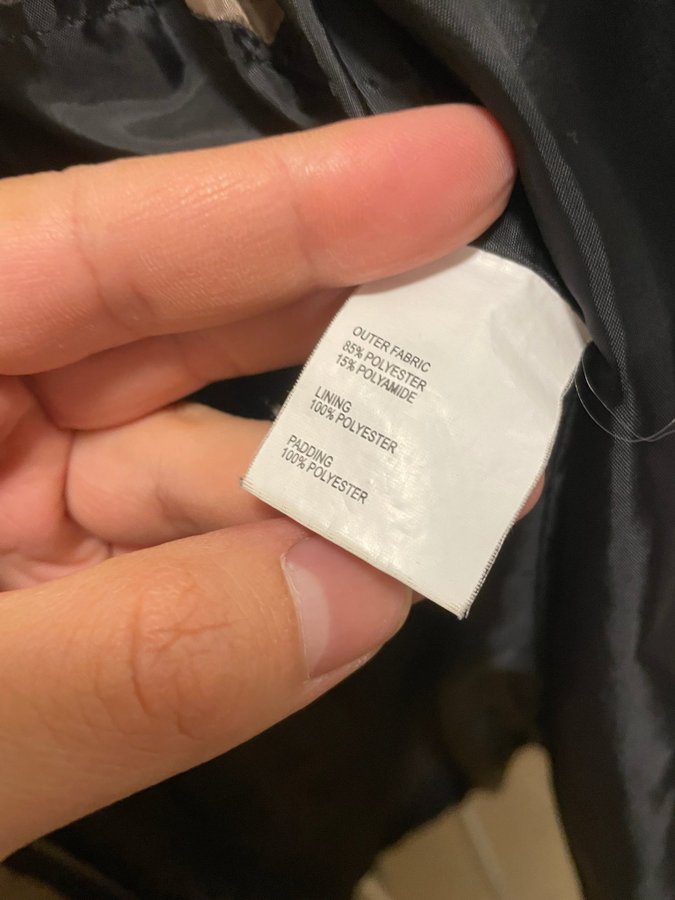 OUTER FABRIC
85% POLYESTER
15% POLYAMIDE
LINING
100% POLYESTER
PADDING
100% POLYESTER